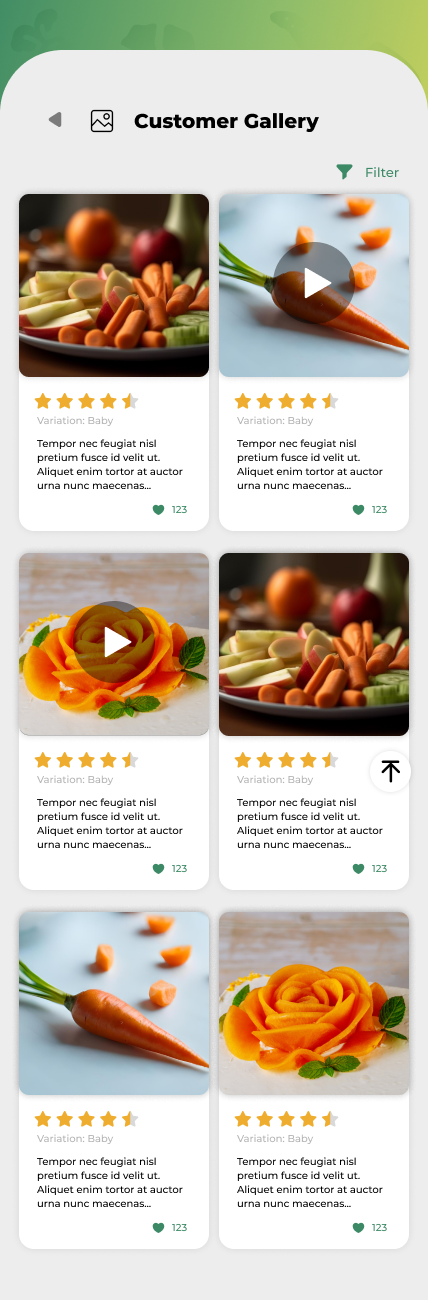 Customer Gallery
Filter
Variation: Baby
Tempor nec feugiat nisl
pretium fusce id velit ut.
Aliquet enim tortor at auctor
urna nunc maecenas...
123
Variation: Baby
Tempor nec feugiat nisl
pretium fusce id velit ut.
Aliquet enim tortor at auctor
urna nunc maecenas...
123
Variation: Baby
Tempor nec feugiat nisl
pretium fusce id velit ut.
Aliquet enim tortor at auctor
urna nunc maecenas...
123
Variation: Baby
Tempor nec feugiat nisl
pretium fusce id velit ut.
Aliquet enim tortor at auctor
urna nunc maecenas...
123
Variation: Baby
Tempor nec feugiat nisl
pretium fusce id velit ut.
Aliquet enim tortor at auctor
urna nunc maecenas...
123
Variation: Baby
Tempor nec feugiat nisl
pretium fusce id velit ut.
Aliquet enim tortor at auctor
urna nunc maecenas...
123